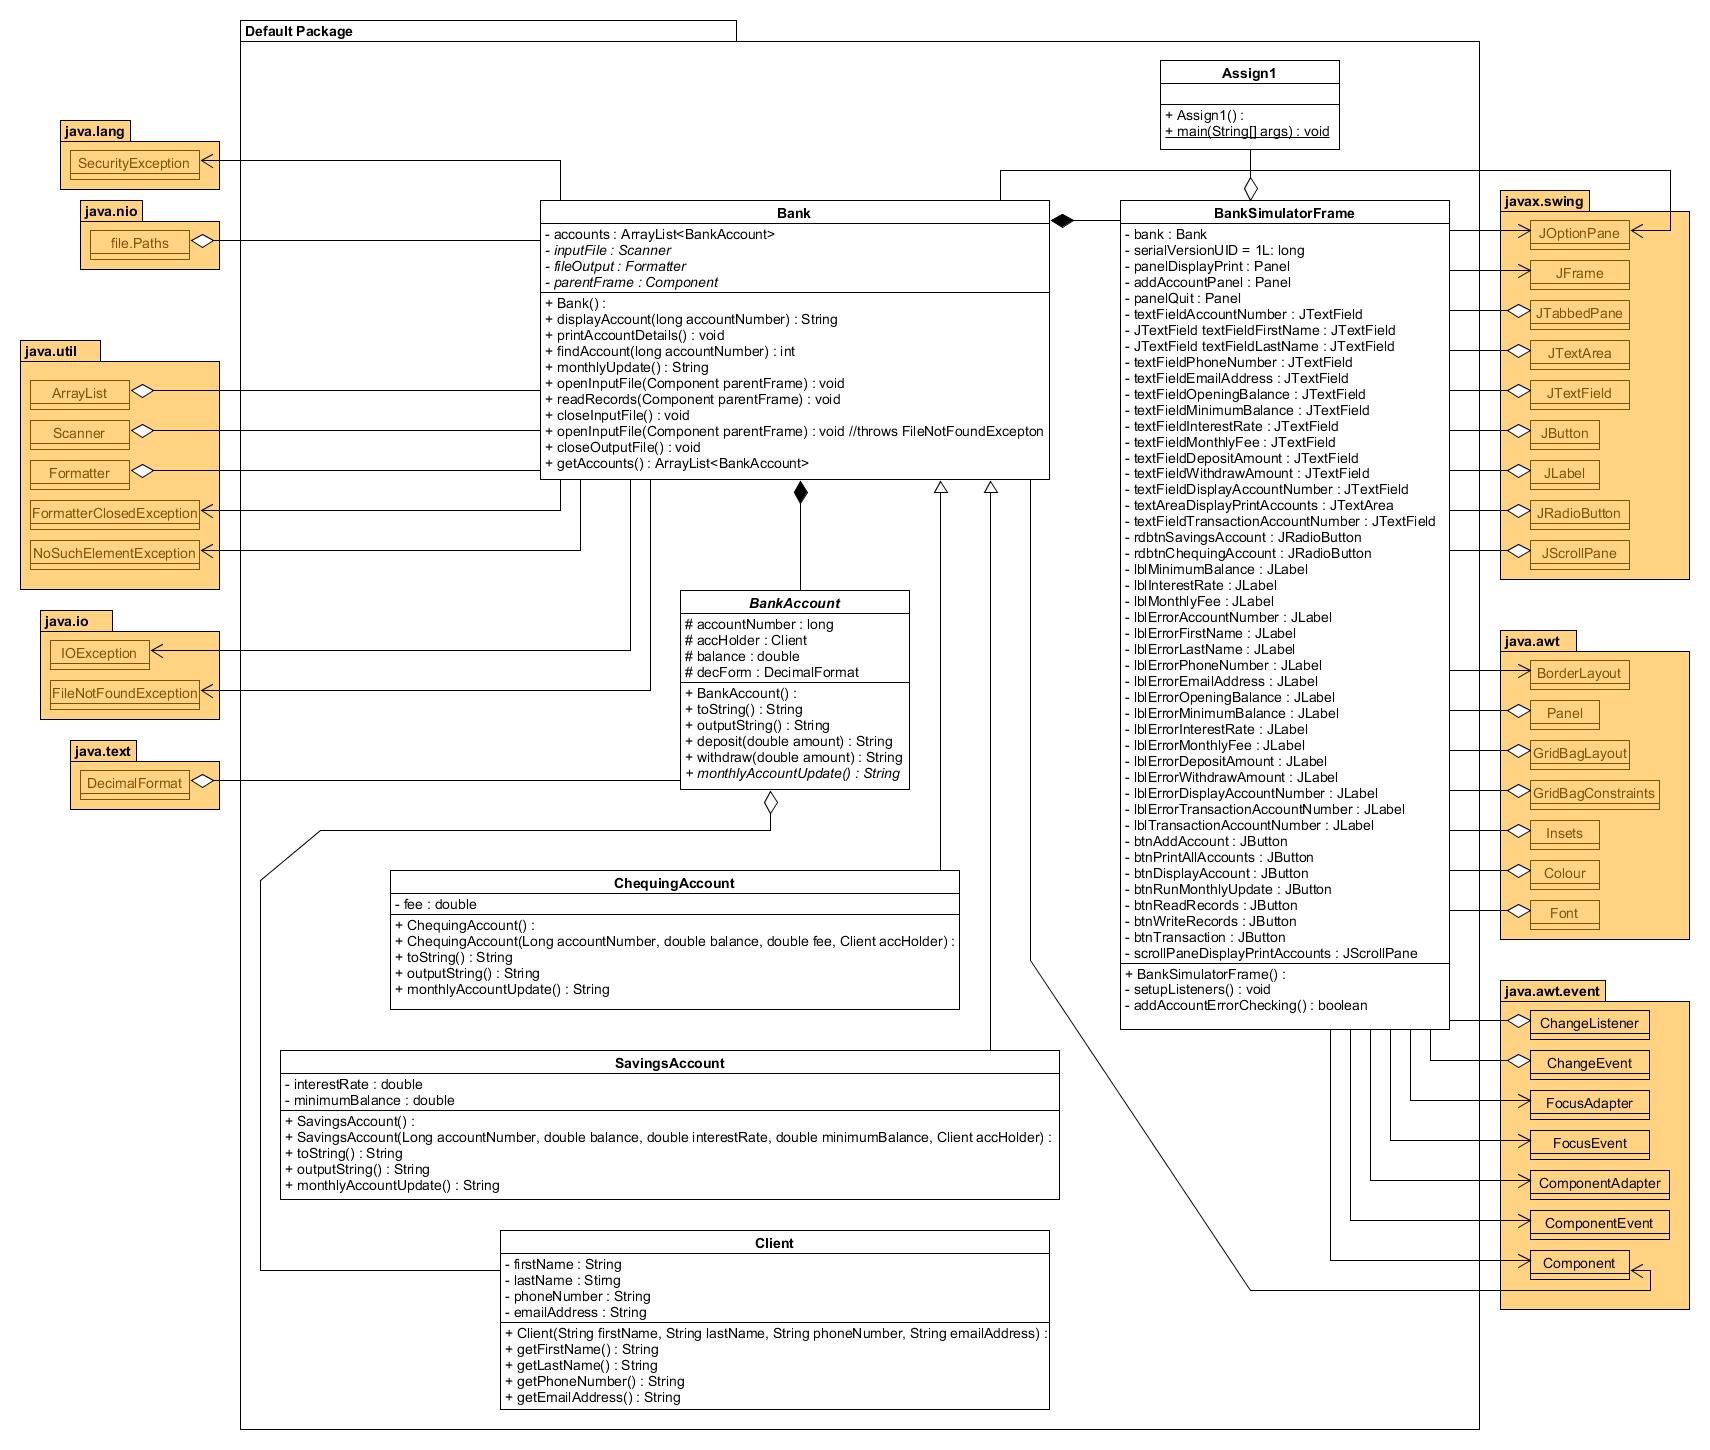 Default Package
Assign1
+ Assign1() :
+ main(String[] args) : void
java.lang
SecurityException
java.nio
file.Paths
java.util
ArrayList
Scanner
Formatter
FormatterClosedException
NoSuchElementException
java.io
IOException
FileNotFoundException
java.text
DecimalFormat
Bank
- accounts : ArrayList<BankAccount>
- inputFile : Scanner
- fileOutput : Formatter
- parentFrame : Component
+ Bank() :
+ displayAccount(long accountNumber) : String
+ printAccountDetails() : void
+ findAccount(long accountNumber) : int
+ monthlyUpdate() : String
+ openInputFile(Component parentFrame) : void
+ readRecords(Component parentFrame) : void
+ closeInputFile() : void
+ openInputFile(Component parentFrame) : void //throws FileNotFoundExcepton
+ closeOutputFile() : void
+ getAccounts() : ArrayList<BankAccount>
BankAccount
# accountNumber : long
# accHolder : Client
# balance : double
# decForm : DecimalFormat
+ BankAccount() :
+ toString() : String
+ outputString() : String
+ deposit(double amount) : String
+ withdraw(double amount) : String
+ monthlyAccountUpdate() : String
ChequingAccount
- fee : double
+ ChequingAccount() :
+ ChequingAccount(Long accountNumber, double balance, double fee, Client accHolder) :
+ toString() : String
+ outputString() : String
+ monthlyAccountUpdate() : String
SavingsAccount
- interestRate : double
- minimumBalance : double
+ SavingsAccount() :
+ SavingsAccount(Long accountNumber, double balance, double interestRate, double minimumBalance, Client accHolder) :
+ toString() : String
+ outputString() : String
+ monthlyAccountUpdate() : String
Client
- firstName : String
- lastName : Stirng
- phoneNumber : String
- emailAddress : String
+ Client(String firstName, String lastName, String phoneNumber, String emailAddress) :
+ getFirstName() : String
+ getLastName() : String
+ getPhoneNumber() : String
+ getEmailAddress() : String
BankSimulatorFrame
- bank : Bank
- serialVersionUID = 1L: long
- panelDisplayPrint : Panel
- addAccountPanel : Panel
- panelQuit : Panel
- textFieldAccountNumber : JTextField
- JTextField textFieldFirstName : JTextField
- JTextField textFieldLastName : JTextField
- textFieldPhoneNumber : JTextField
- textFieldEmailAddress : JTextField
- textFieldOpeningBalance : JTextField
- textFieldMinimumBalance : JTextField
- textFieldInterestRate : JTextField
- textFieldMonthlyFee : JTextField
- textFieldDepositAmount : JTextField
- textFieldWithdrawAmount : JTextField
- textFieldDisplayAccountNumber : JTextField
- textAreaDisplayPrintAccounts : JTextArea
- textFieldTransactionAccountNumber : JTextField
- rdbtnSavingsAccount : JRadioButton
- rdbtnChequingAccount : JRadioButton
- lblMinimumBalance : JLabel
- lblInterestRate : JLabel
- lblMonthlyFee : JLabel
- lblErrorAccountNumber : JLabel
- lblErrorFirstName : JLabel
- lblErrorLastName : JLabel
- lblErrorPhoneNumber : JLabel
- lblErrorEmailAddress : JLabel
- lblErrorOpeningBalance : JLabel
- lblErrorMinimumBalance : JLabel
- lblErrorInterestRate : JLabel
- lblErrorMonthlyFee : JLabel
- lblErrorDepositAmount : JLabel
- lblErrorWithdrawAmount : JLabel
- lblErrorDisplayAccountNumber : JLabel
- lblErrorTransactionAccountNumber : JLabel
- lblTransactionAccountNumber : JLabel
- btnAddAccount : JButton
- btnPrintAllAccounts : JButton
- btnDisplayAccount : JButton
- btnRunMonthlyUpdate : JButton
- btnReadRecords : JButton
- btnWriteRecords : JButton
- btnTransaction : JButton
- scrollPaneDisplayPrintAccounts : JScrollPane
+ BankSimulatorFrame() :
- setupListeners() : void
- addAccountErrorChecking() : boolean
javax.swing
JOptionPane
JFrame
JTabbedPane
JTextArea
JTextField
JButton
JLabel
JRadioButton
JScrollPane
java.awt
BorderLayout
Panel
GridBagLayout
GridBagConstraints
Insets
Colour
Font
java.awt.event
ChangeListener
ChangeEvent
FocusAdapter
FocusEvent
ComponentAdapter
ComponentEvent
Component